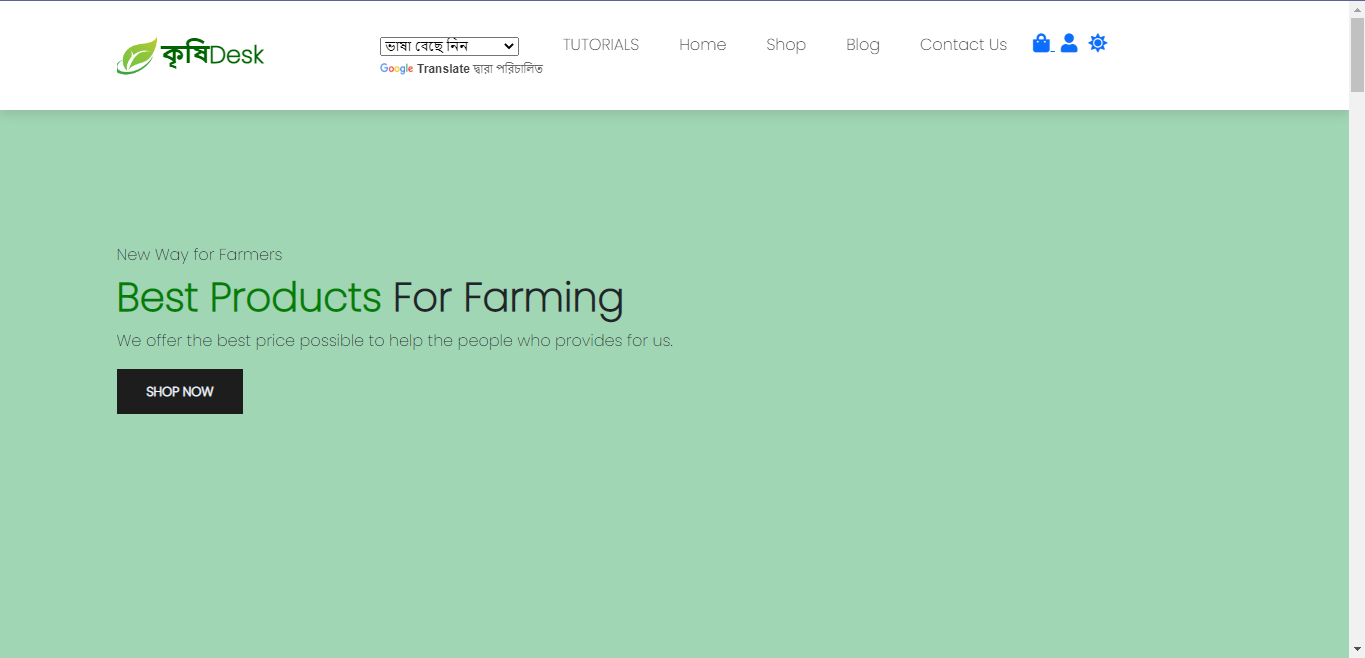 কৃষিDesk
ভাষা বেছে নিন
Google Translate দ্বারা পরিচালিত
TUTORIALS Home Shop Blog Contact Us
New Way for Farmers
Best Products For Farming
We offer the best price possible to help the people who provides for us.
SHOP NOW